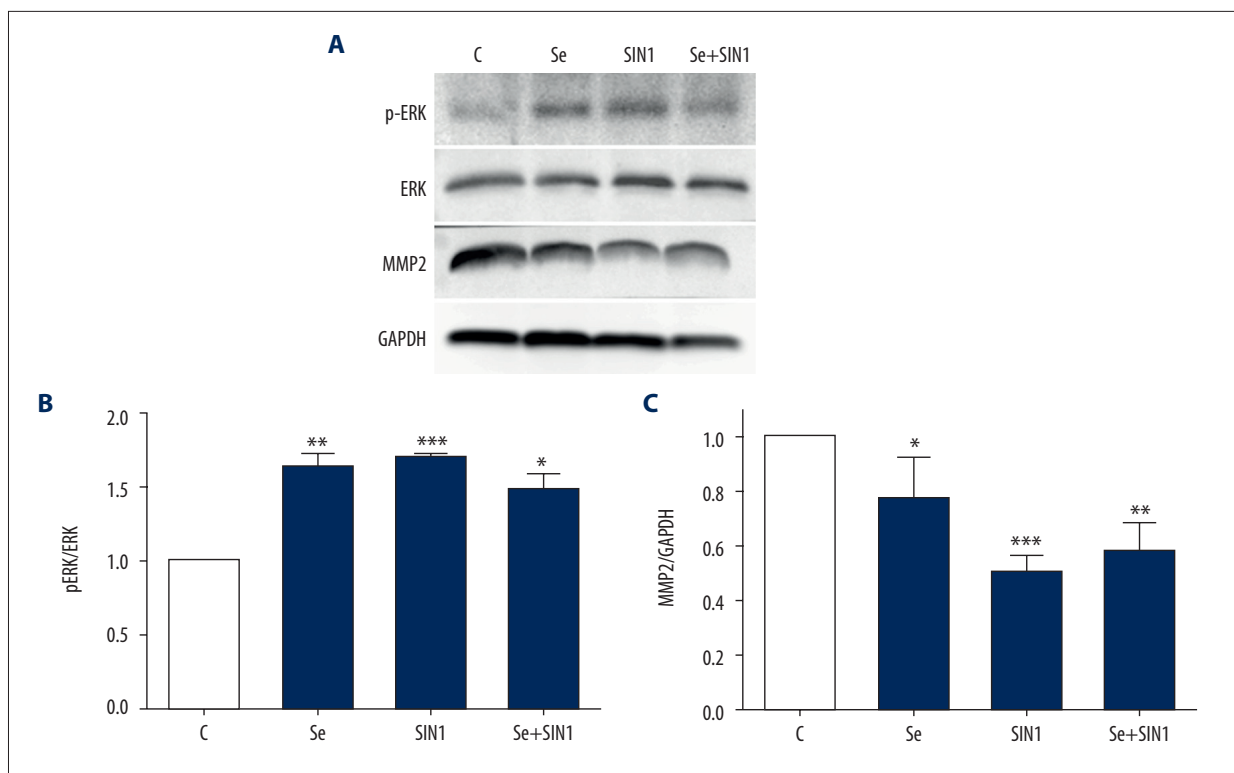 A
C Se SIN1 Se+SIN1
p-ERK
ERK
MMP2
GAPDH
B
2.0
1.5
1.0
0.5
0.0
pERK/ERK
** *** *
C Se SIN1 Se+SIN1
C
1.0
0.8
0.6
0.4
0.2
0.0
MMP2/GAPDH
* *** **
C Se SIN1 Se+SIN1